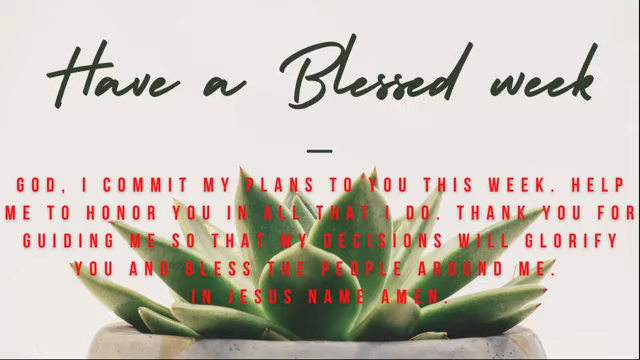 Have a Blessed week
GOD, I COMMIT MY PLANS TO YOU THIS WEEK. HELP
ME TO HONOR YOU IN ALL THAT I DO. THANK YOU FOR
GUIDING ME SO THAT MY DECISIONS WILL GLORIFY
YOU AND BLESS THE PEOPLE AROUND ME.
IN JESUS NAME AMEN.